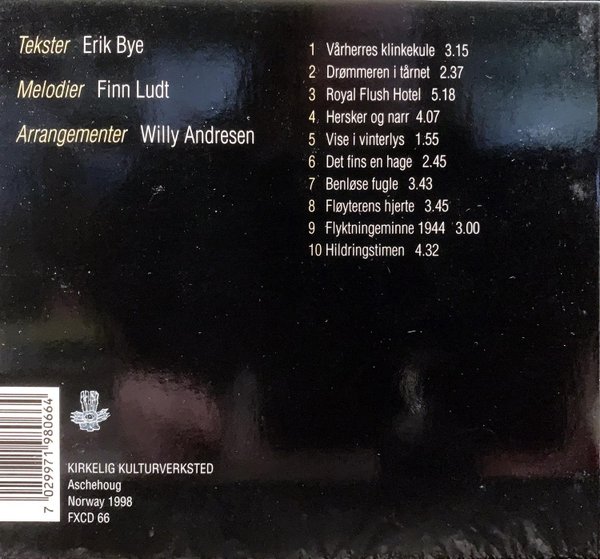 Tekster Erik Bye
Melodier Finn Ludt
Arrangementer Willy Andresen
1 Vårherres klinkekule 3.15
2 Drømmeren i tårnet 2.37
3 Royal Flush Hotel 5.18
4 Hersker og narr 4.07
5 Vise i vinterlys 1.55
6 Det fins en hage 2.45
7 Benløse fugle 3.43
8 Fløyterens hjerte 3.45
9 Flyktningeminne 1944 3.00
10 Hildringstimen 4.32
7 029971 980664
KIRKELIG KULTURVERKSTED
Aschehoug
Norway 1998
FXCD 66